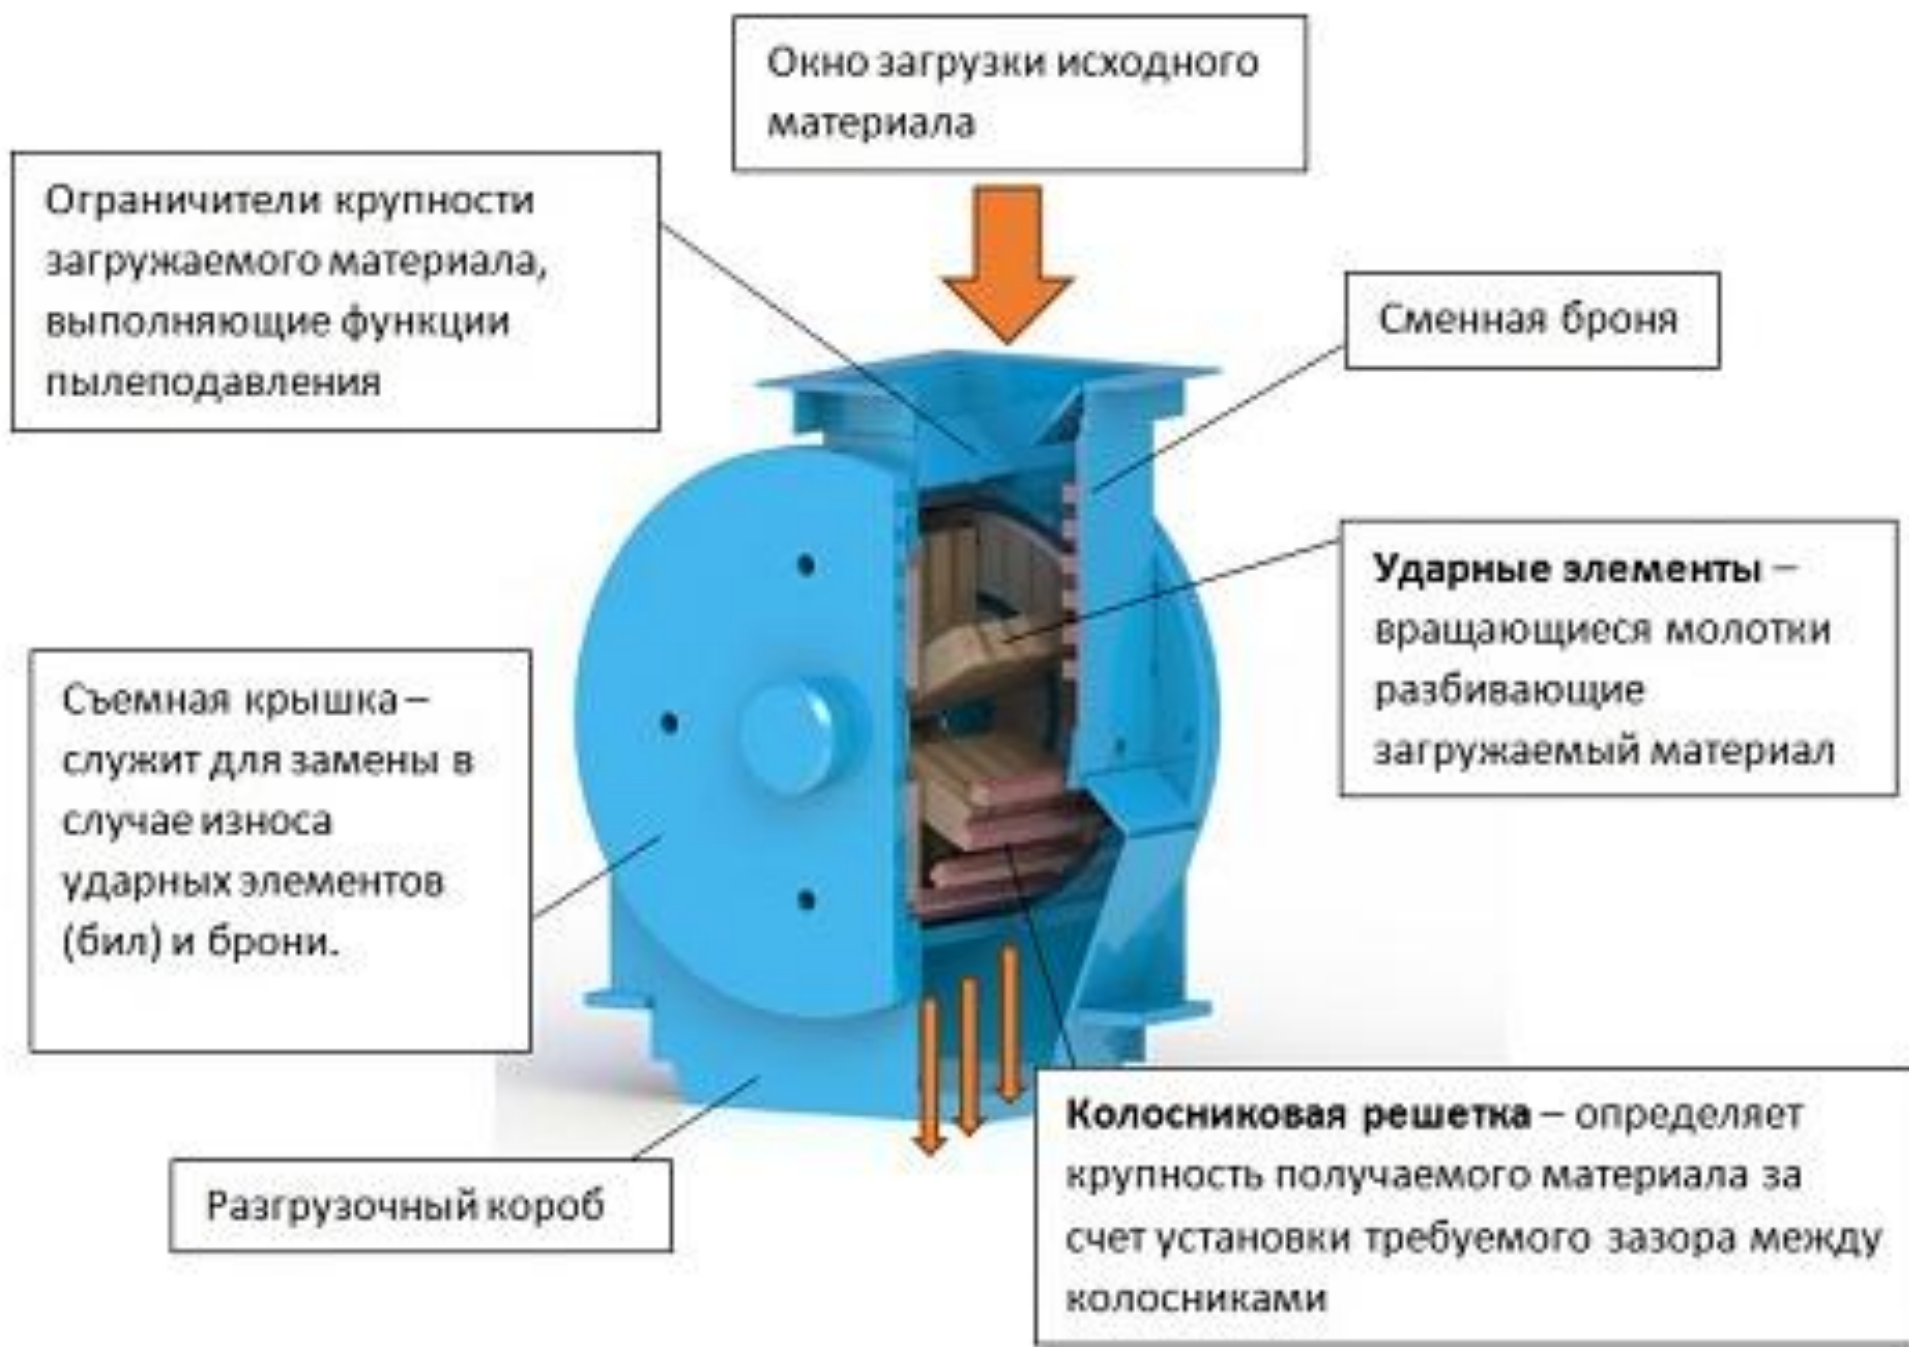 Окно загрузки исходного
материала
Ограничители крупности
загружаемого материала,
выполняющие функции
пылеподавления
Сменная броня
Ударные элементы –
вращающиеся молотки
разбивающие
загружаемый материал
Съемная крышка –
служит для замены в
случае износа
ударных элементов
(бил) и брони.
Колосниковая решетка – определяет
крупность получаемого материала за
счет установки требуемого зазора между
колосниками
Разгрузочный короб